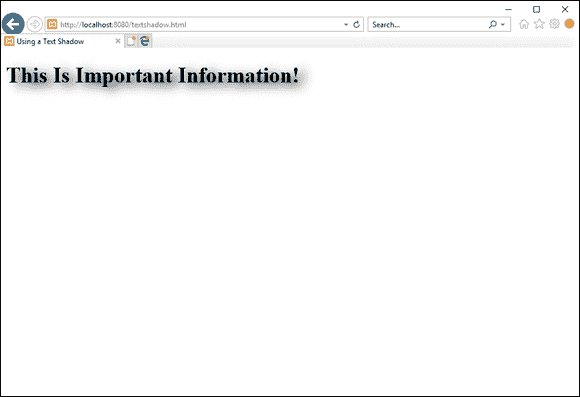 http://localhost:8080/textshadow.html
Search...
Using a Text Shadow
This Is Important Information!